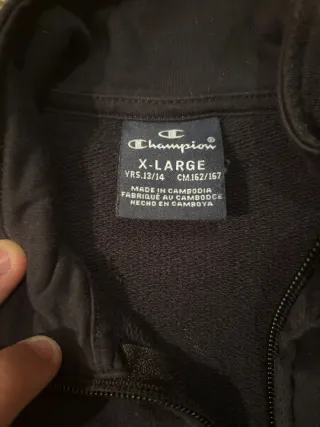 Champion®
X-LARGE
YRS.13/14 CM.162/167
MADE IN CAMBODIA
FABRIQUÉ AU CAMBODGE
HECHO EN CAMBOYA